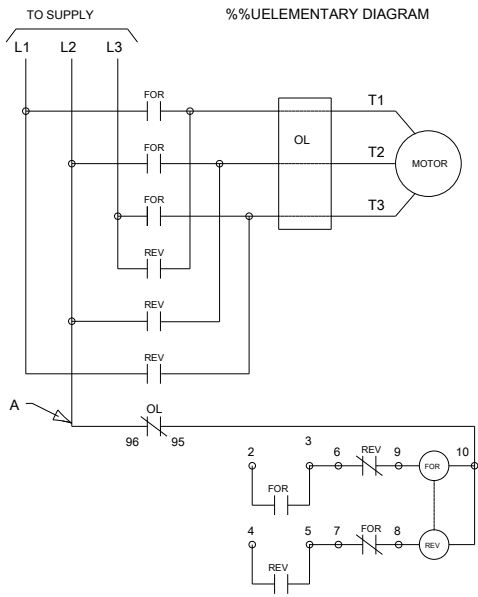 TO SUPPLY
%%UELEMENTARY DIAGRAM
L1 L2 L3
FOR
T1
FOR
OL
T2
MOTOR
FOR
T3
REV
REV
REV
A
OL
96 95
2 3 6 REV 9 FOR 10
FOR
4 5 7 FOR 8 REV
REV